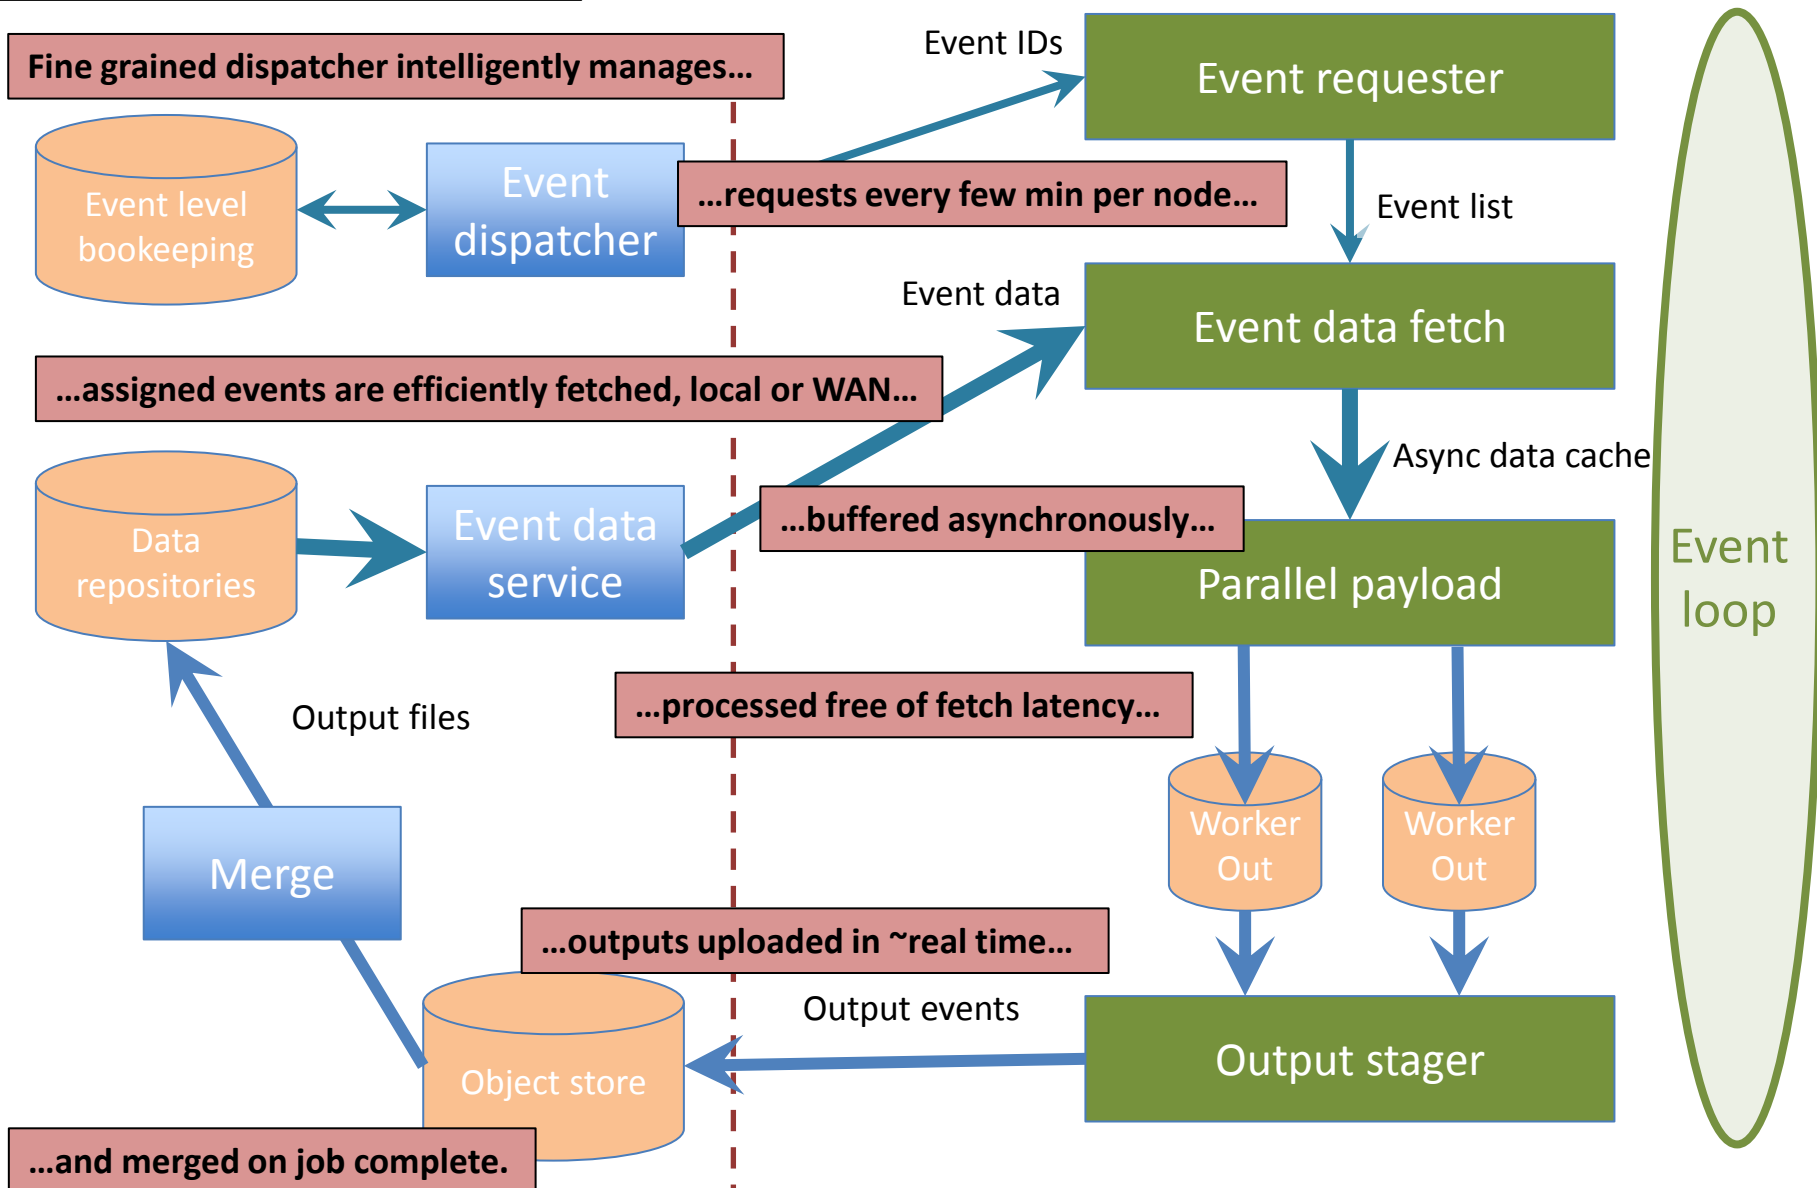 Fine grained dispatcher intelligently manages...
Event IDs
Event requester
Event level
bookeeping
Event
dispatcher
...requests every few min per node...
Event list
Event data
Event data fetch
...assigned events are efficiently fetched, local or WAN...
Async data cache
Data
repositories
Event data
service
...buffered asynchronously...
Parallel payload
Event
loop
...processed free of fetch latency...
Output files
Worker
Out
Worker
Out
Merge
...outputs uploaded in ~real time...
Output events
Output stager
Object store
...and merged on job complete.